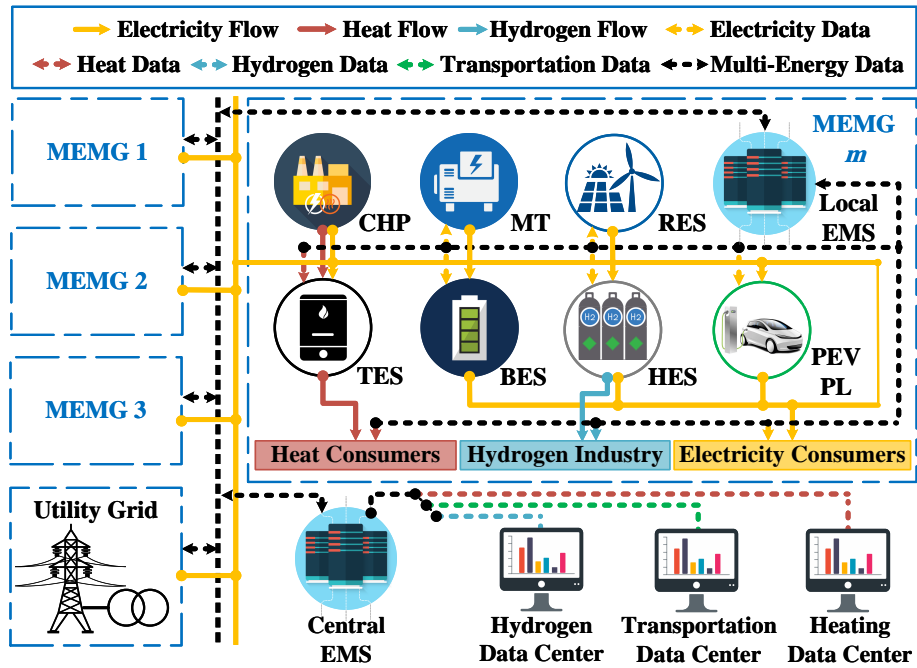 Electricity Flow Heat Flow Hydrogen Flow Electricity Data
Heat Data Hydrogen Data Transportation Data Multi-Energy Data
MEMG 1
MEMG 2
MEMG 3
Utility Grid
MEMG
m
CHP
MT
RES
Local
EMS
TES
BES
H2 H2 H2
HES
PEV
PL
Heat Consumers
Hydrogen Industry
Electricity Consumers
Central
EMS
Hydrogen
Data Center
Transportation
Data Center
Heating
Data Center